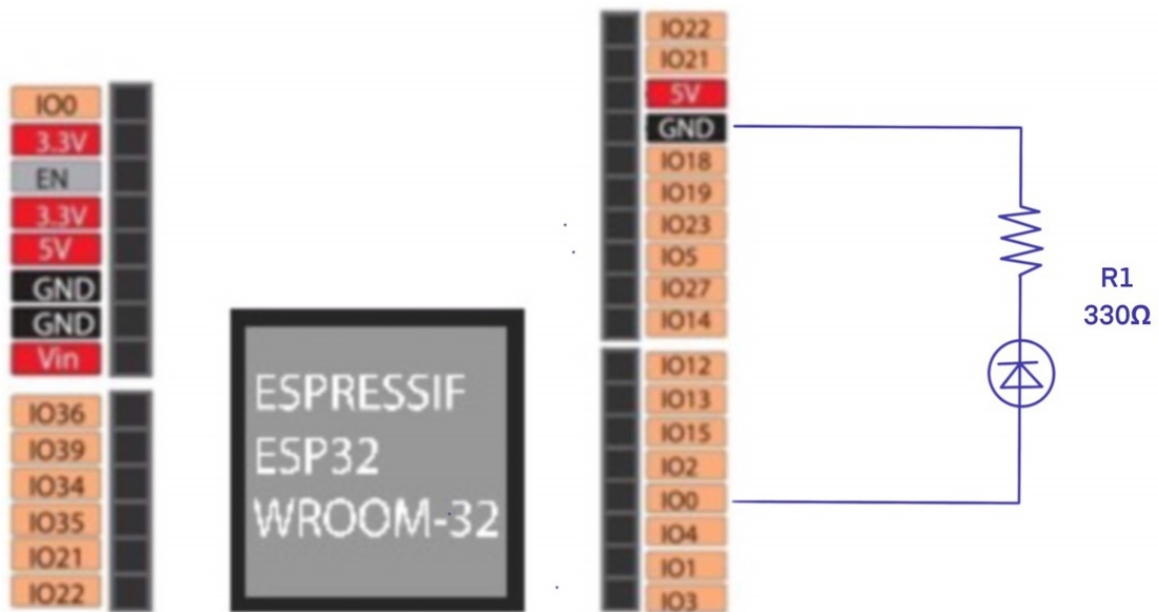 IO0
3.3V
EN
3.3V
5V
GND
GND
Vin
IO36
IO39
IO34
IO35
IO21
IO22
ESPRESSIF
ESP32
WROOM-32
IO22
IO21
5V
GND
IO18
IO19
IO23
IO5
IO27
IO14
IO12
IO13
IO15
IO2
IO0
IO4
IO1
IO3
R1
330Ω